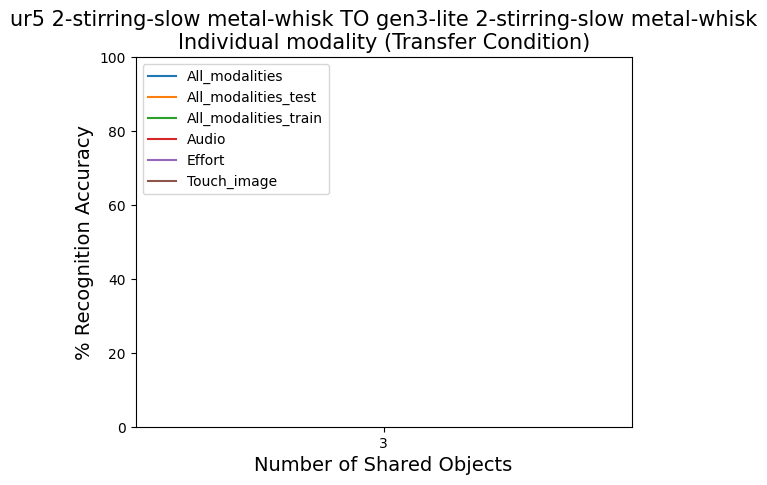 ur5 2-stirring-slow metal-whisk TO gen3-lite 2-stirring-slow metal-whisk
Individual modality (Transfer Condition)
100
80
60
40
20
0
% Recognition Accuracy
All_modalities
All_modalities_test
All_modalities_train
Audio
Effort
Touch_image
3
Number of Shared Objects